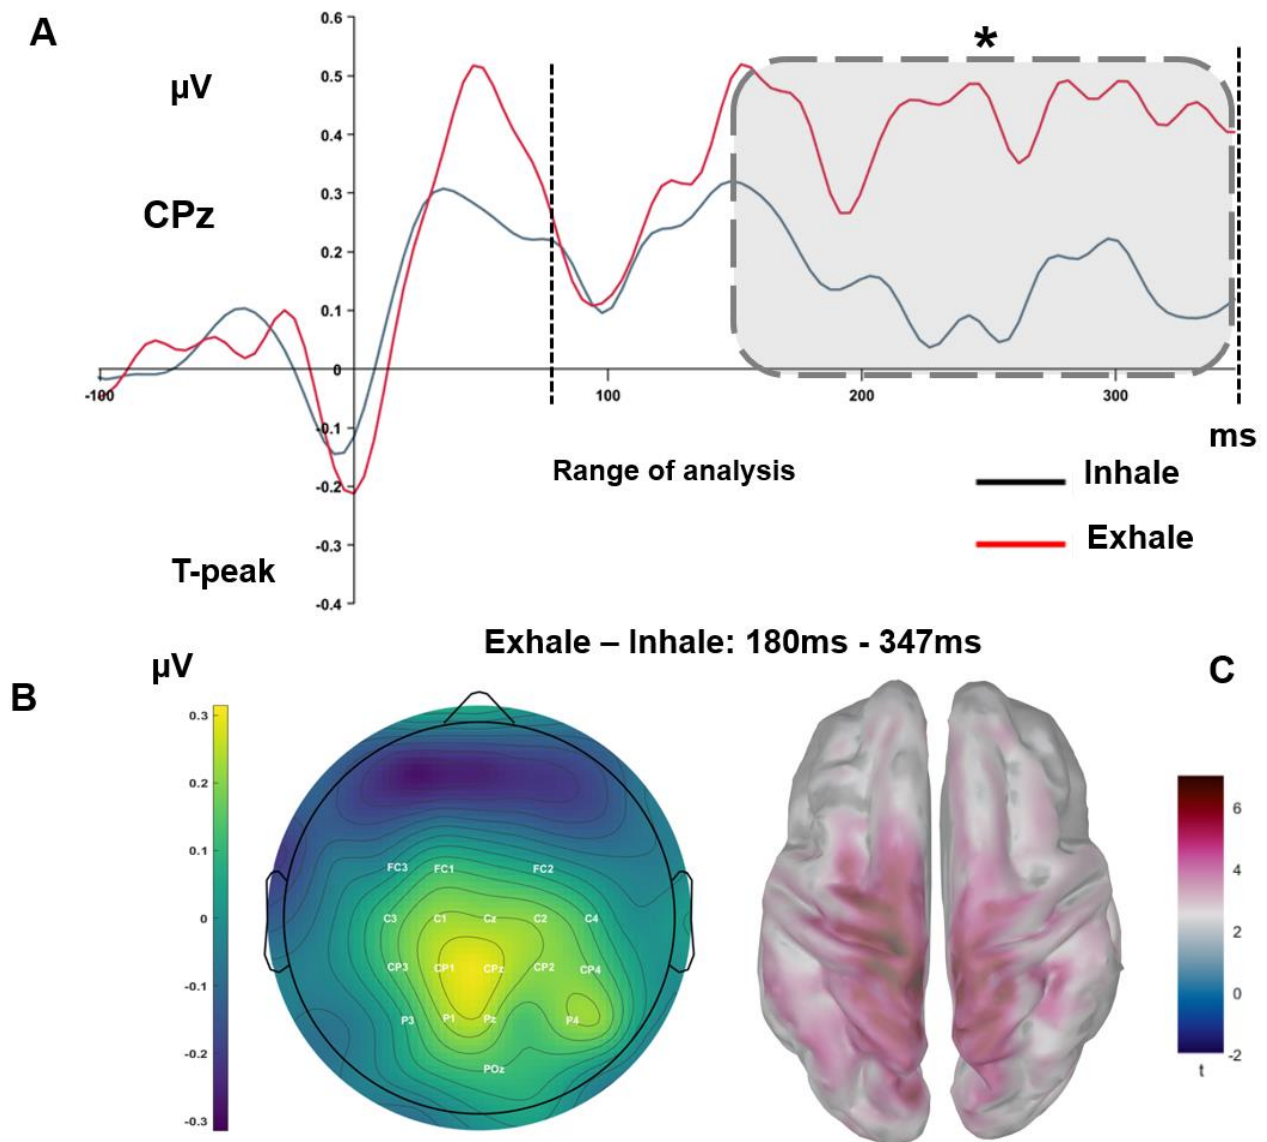 A
*
µV
CPz
0.6
0.5
0.4
0.3
0.2
0.1
0
-0.1
-0.2
-0.3
-0.4
-100
100
200
300
ms
Range of analysis
Inhale
Exhale
T-peak
Exhale – Inhale: 180ms - 347ms
µV
B
C
0.3
0.2
0.1
0
-0.1
-0.2
-0.3
FC3 FC1 FC2
C3 C1 Cz C2 C4
CP3 CP1 CPz CP2 CP4
P3 P1 Pz P4
POz
6
4
2
0
-2
t